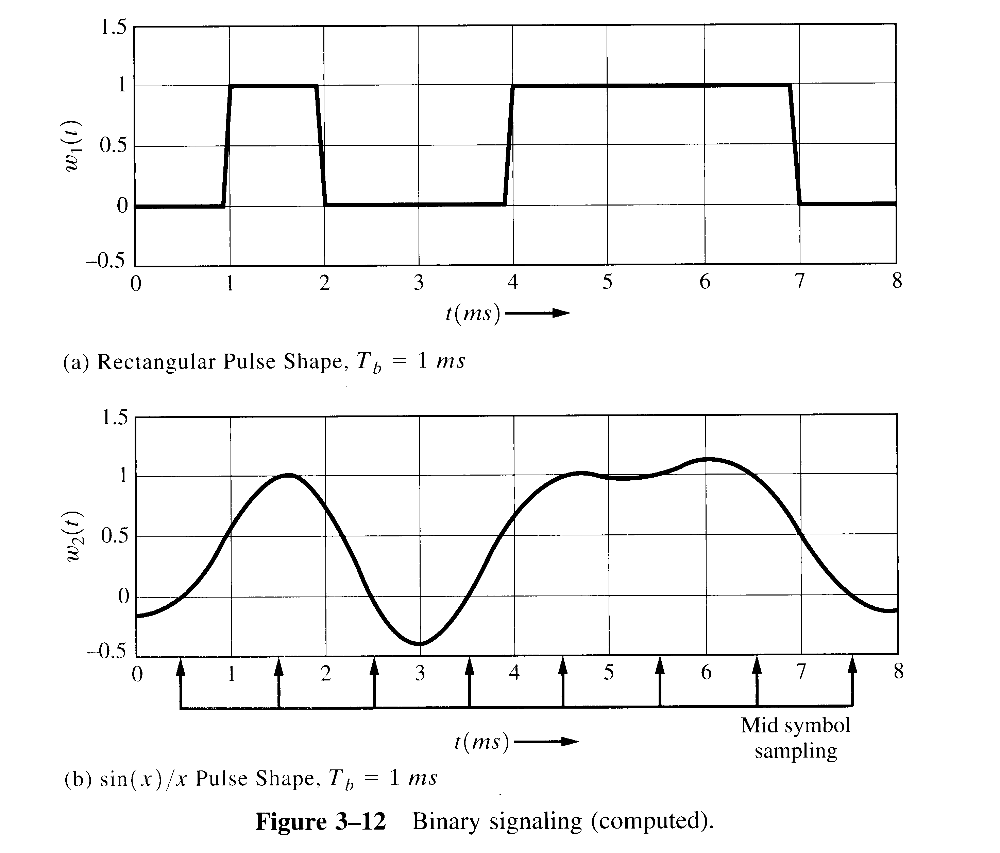 1.5
1
0.5
0
–0.5
w1(t)
0 1 2 3 4 5 6 7 8
t(ms)
(a) Rectangular Pulse Shape, Tb = 1 ms
1.5
1
0.5
0
–0.5
w2(t)
0 1 2 3 4 5 6 7 8
Mid symbol
sampling
t(ms)
(b) sin(x)/x Pulse Shape, Tb = 1 ms
Figure 3–12 Binary signaling (computed).